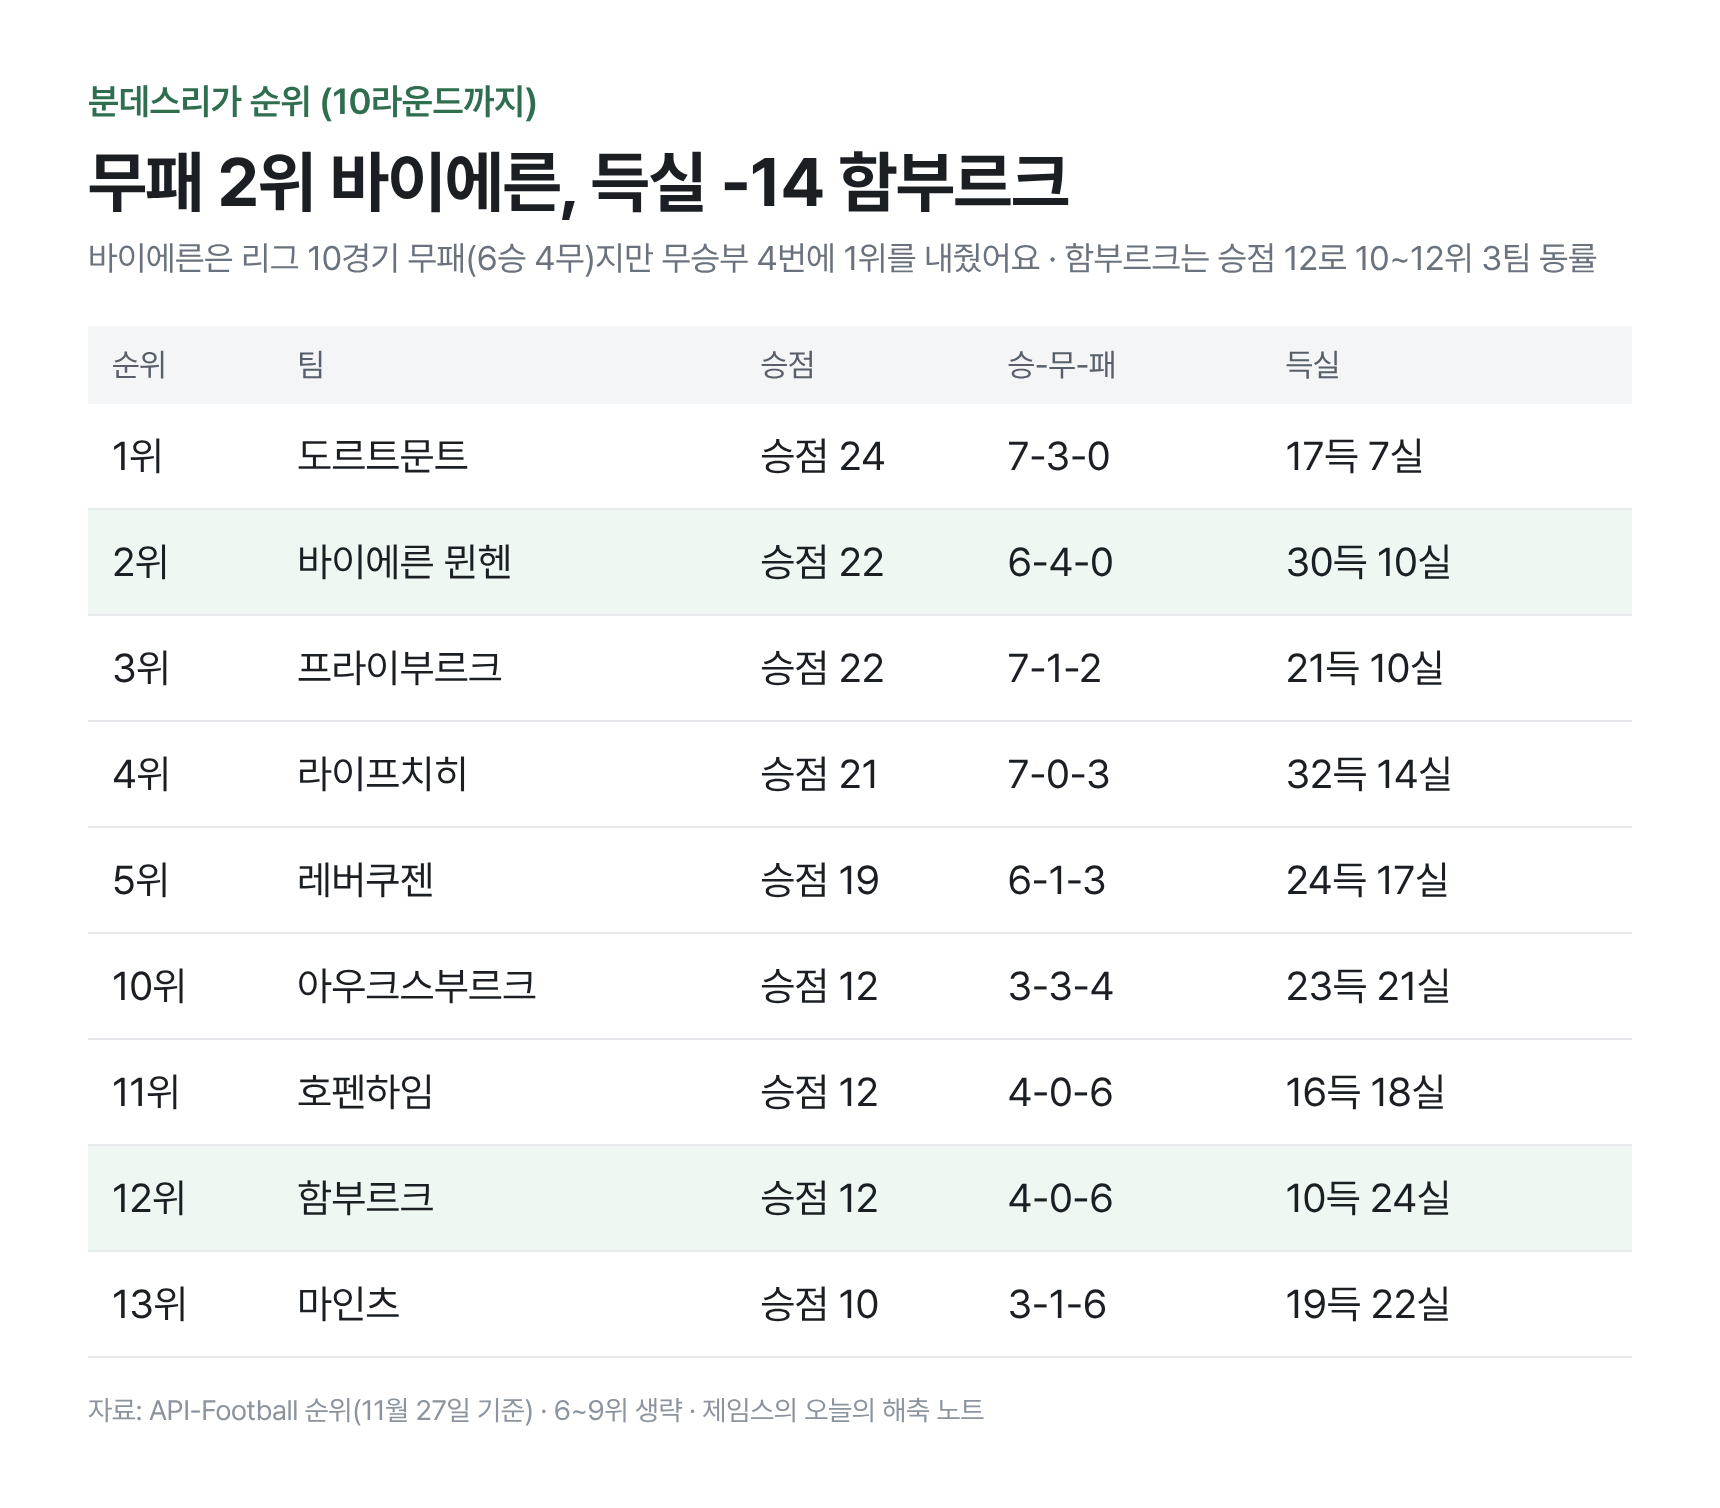 분데스리가 순위 (10라운드까지)
무패 2위 바이에른, 득실 -14 함부르크
바이에른은 리그 10경기 무패(6승 4무)지만 무승부 4번에 1위를 내줬어요 · 함부르크는 승점 12로 10~12위 3팀 동률
순위 팀 승점 승-무-패 득실
1위 도르트문트 승점 24 7-3-0 17득 7실
2위 바이에른 뮌헨 승점 22 6-4-0 30득 10실
3위 프라이부르크 승점 22 7-1-2 21득 10실
4위 라이프치히 승점 21 7-0-3 32득 14실
5위 레버쿠젠 승점 19 6-1-3 24득 17실
10위 아우크스부르크 승점 12 3-3-4 23득 21실
11위 호펜하임 승점 12 4-0-6 16득 18실
12위 함부르크 승점 12 4-0-6 10득 24실
13위 마인츠 승점 10 3-1-6 19득 22실
자료: API-Football 순위(11월 27일 기준) · 6~9위 생략 · 제임스의 오늘의 해축 노트